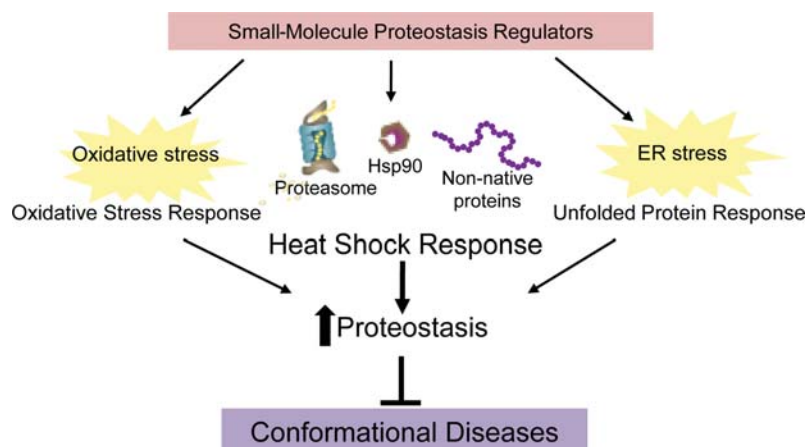 Small-Molecule Proteostasis Regulators
Oxidative stress
Proteasome
Hsp90
Non-native
proteins
ER stress
Oxidative Stress Response
Unfolded Protein Response
Heat Shock Response
Proteostasis
Conformational Diseases